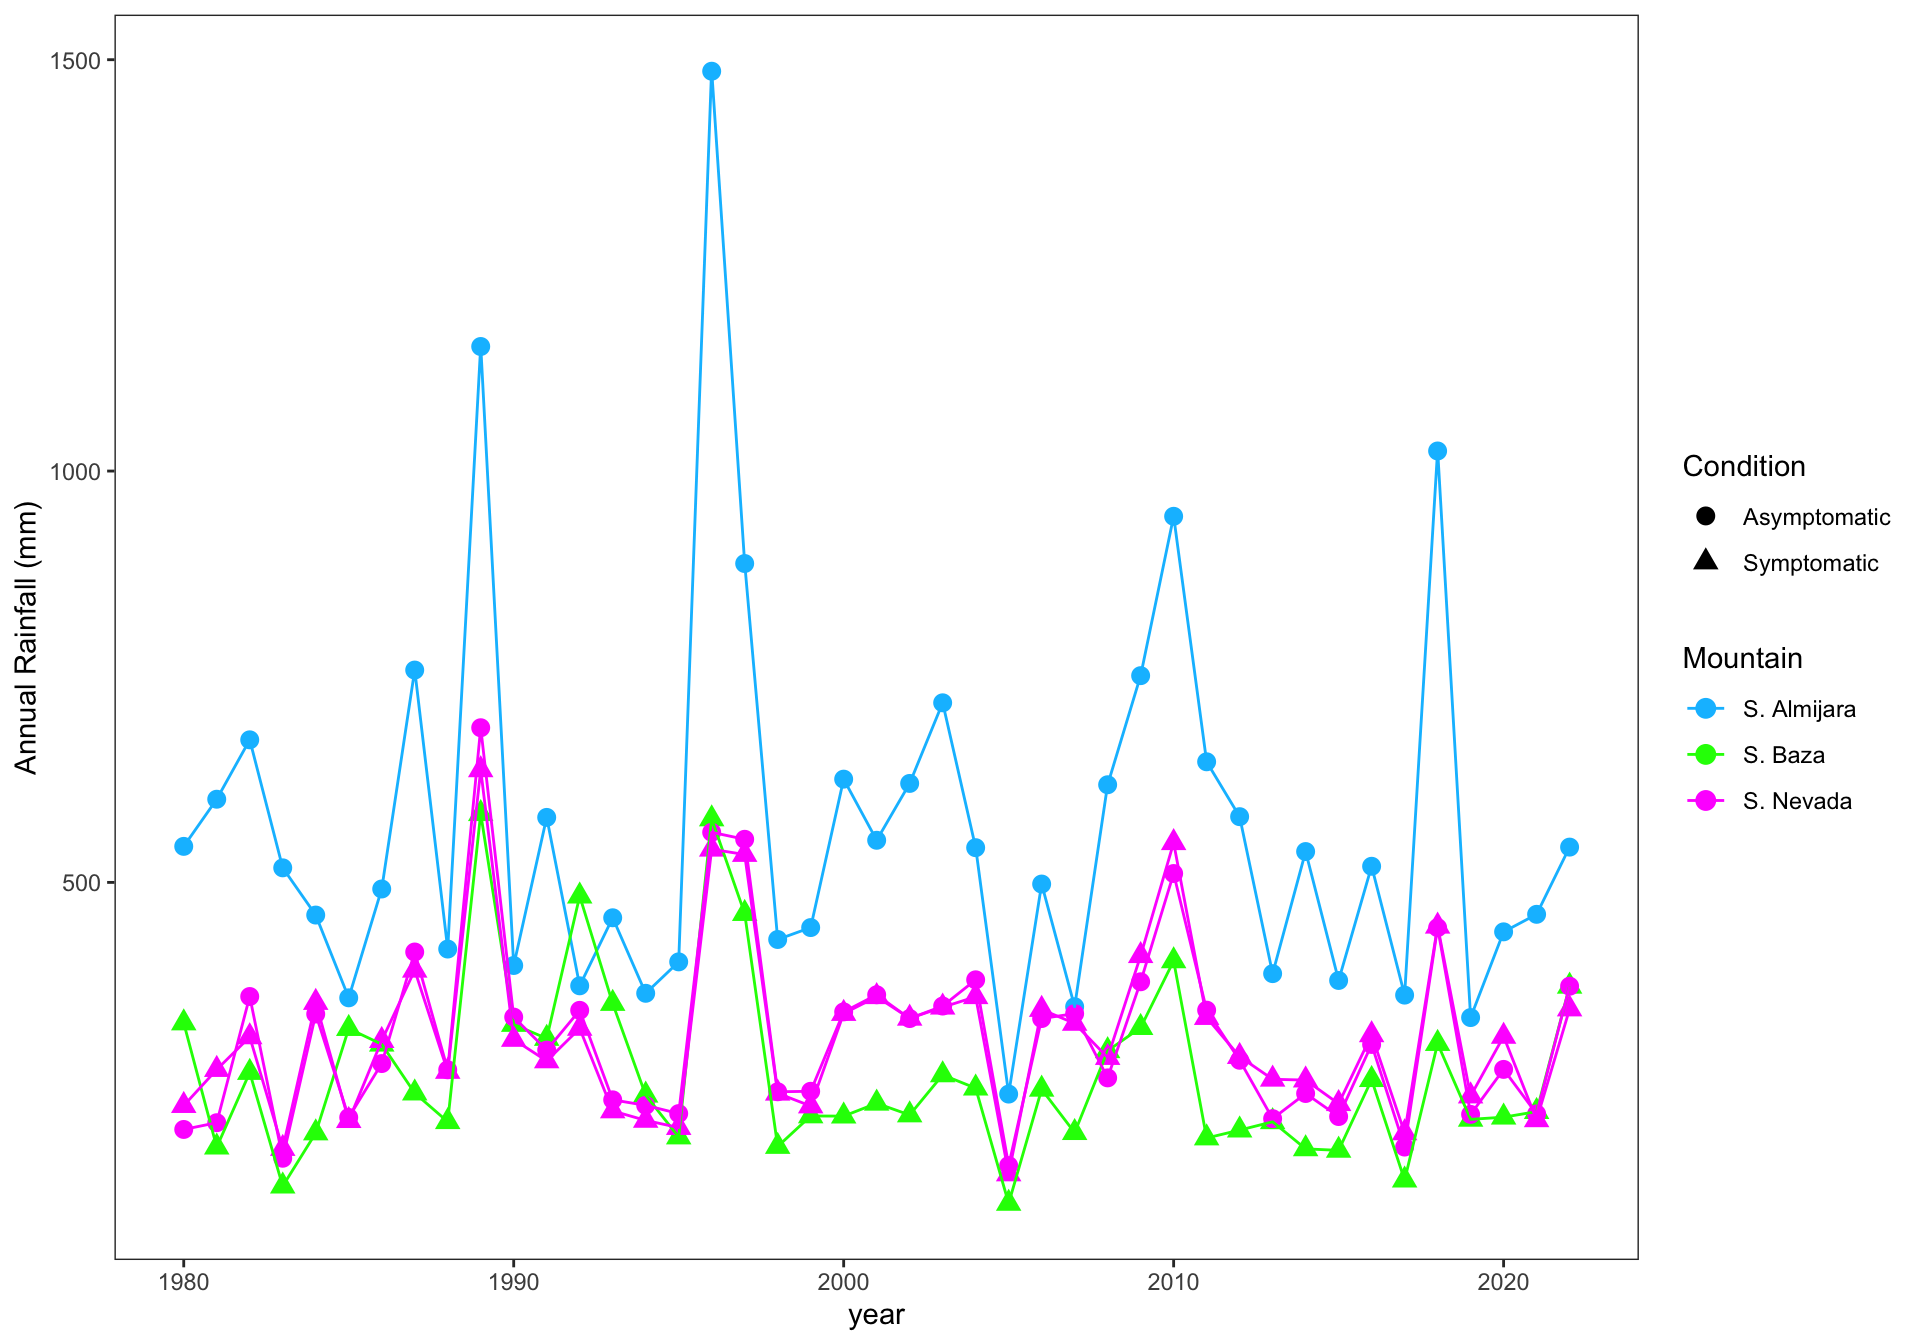 1500
1000
500
Annual Rainfall (mm)
1980
1990
2000
2010
2020
year
Condition
Asymptomatic
Symptomatic
Mountain
S. Almijara
S. Baza
S. Nevada